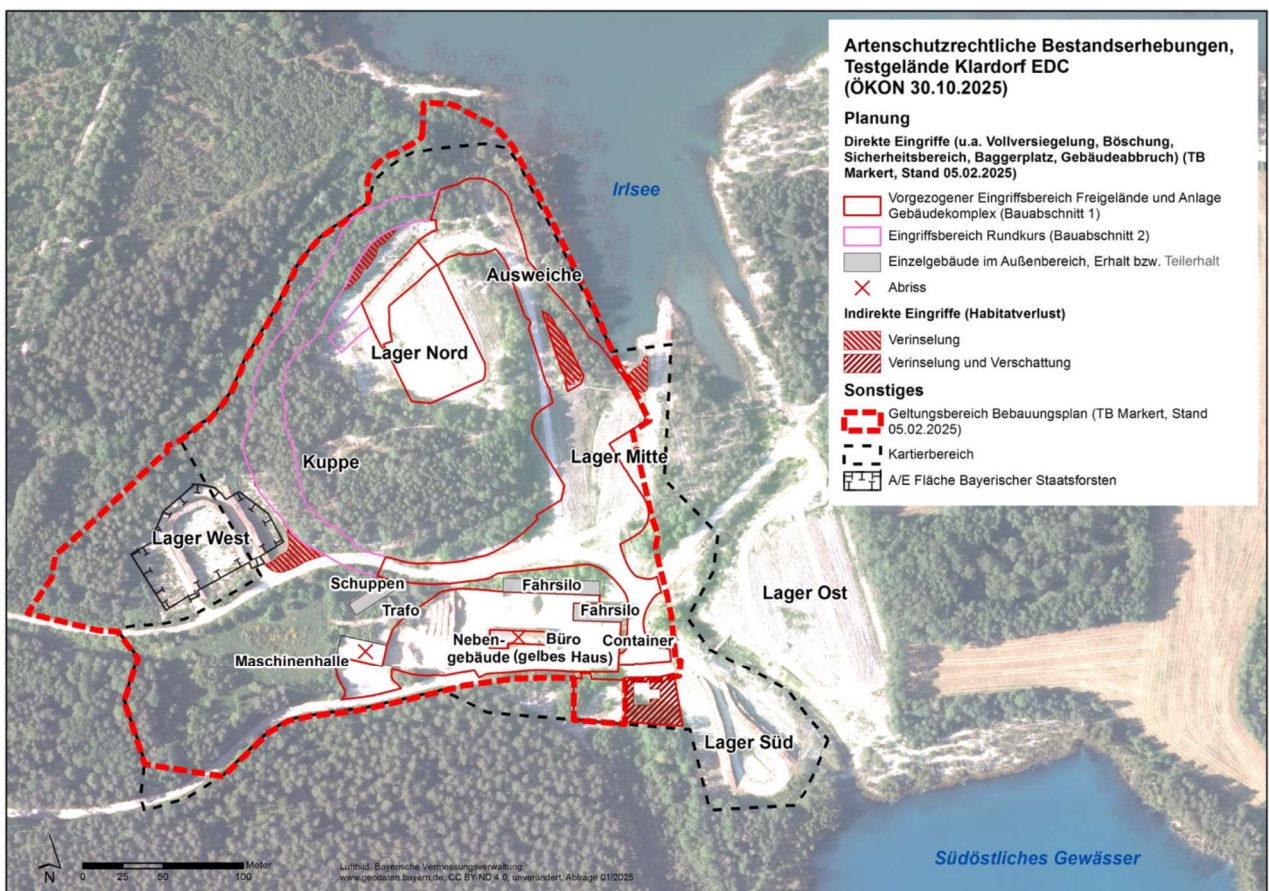 Artenschutzrechtliche Bestandserhebungen,
Testgelände Klardorf EDC
(ÖKON 30.10.2025)
Planung
Direkte Eingriffe (u.a. Vollversiegelung, Böschung,
Sicherheitsbereich, Baggerplatz, Gebäudeabbruch) (TB
Markert, Stand 05.02.2025)
Vorgezogener Eingriffsbereich Freigelände und Anlage
Gebäudekomplex (Bauabschnitt 1)
Eingriffsbereich Rundkurs (Bauabschnitt 2)
Einzelgebäude im Außenbereich, Erhalt bzw. Teilerhalt
Abriss
Indirekte Eingriffe (Habitatverlust)
Verinselung
Verinselung und Verschattung
Sonstiges
Geltungsbereich Bebauungsplan (TB Markert, Stand
05.02.2025)
Kartierbereich
A/E Fläche Bayerischer Staatsforsten
Irlsee
Ausweiche
Lager Nord
Lager Mitte
Kuppe
Lager West
Schuppen
Fahrsilo
Lager Ost
Trafo
Fahrsilo
Neben-
gebäude
Büro
(gelbes Haus)
Container
Maschinenhalle
Lager Süd
Südöstliches Gewässer
N
0 25 50 100
Meter
Luftbild. Bayerische Vermessungsverwaltung,
www.geodaten.bayern.de, CC BY-ND 4.0, unverändert, Abfrage 01/2025